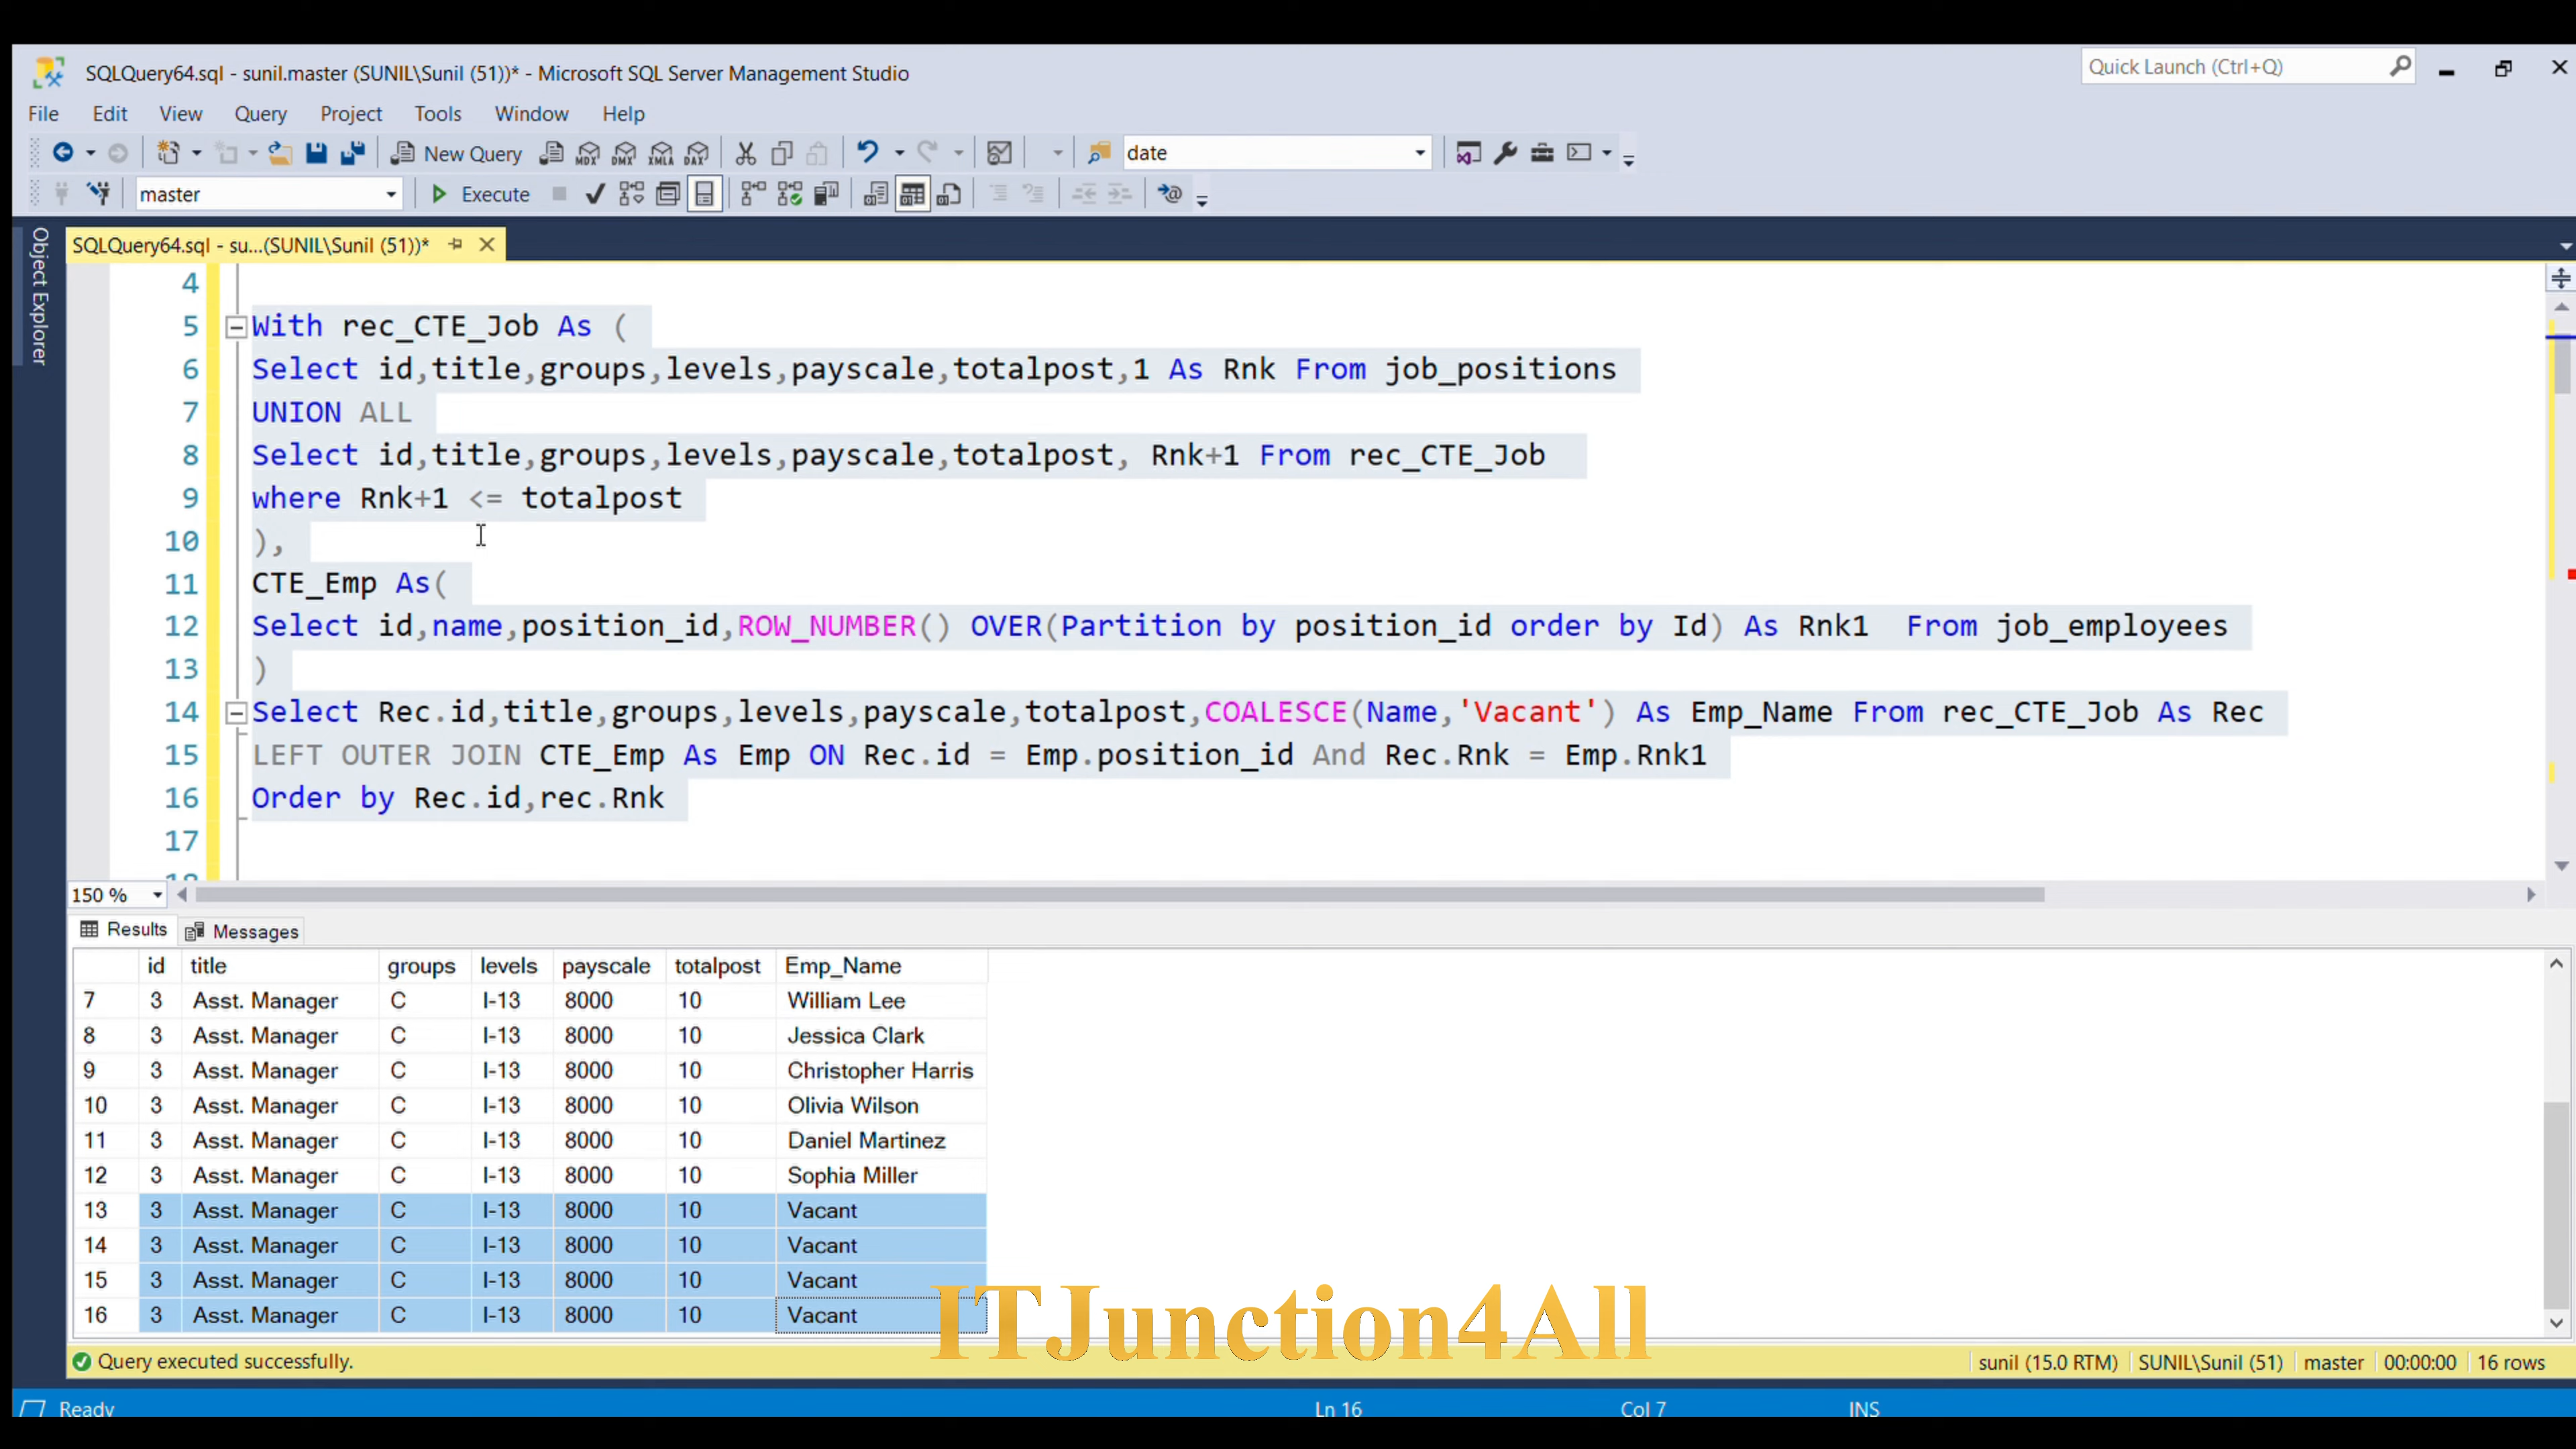 SQLQuery64.sql - sunil.master (SUNIL\Sunil (51))* - Microsoft SQL Server Management Studio
Quick Launch (Ctrl+Q)
File Edit View Query Project Tools Window Help
New Query MDX DMX XMLA DAX date
master Execute
Object Explorer
SQLQuery64.sql - su...(SUNIL\Sunil (51))*
4
5 With rec_CTE_Job As (
6 Select id,title,groups,levels,payscale,totalpost,1 As Rnk From job_positions
7 UNION ALL
8 Select id,title,groups,levels,payscale,totalpost, Rnk+1 From rec_CTE_Job
9 where Rnk+1 <= totalpost
10 ),
11 CTE_Emp As(
12 Select id,name,position_id,ROW_NUMBER() OVER(Partition by position_id order by Id) As Rnk1  From job_employees
13 )
14 Select Rec.id,title,groups,levels,payscale,totalpost,COALESCE(Name,'Vacant') As Emp_Name From rec_CTE_Job As Rec
15 LEFT OUTER JOIN CTE_Emp As Emp ON Rec.id = Emp.position_id And Rec.Rnk = Emp.Rnk1
16 Order by Rec.id,rec.Rnk
17
150 %
Results Messages
id title groups levels payscale totalpost Emp_Name
7 3 Asst. Manager C l-13 8000 10 William Lee
8 3 Asst. Manager C l-13 8000 10 Jessica Clark
9 3 Asst. Manager C l-13 8000 10 Christopher Harris
10 3 Asst. Manager C l-13 8000 10 Olivia Wilson
11 3 Asst. Manager C l-13 8000 10 Daniel Martinez
12 3 Asst. Manager C l-13 8000 10 Sophia Miller
13 3 Asst. Manager C l-13 8000 10 Vacant
14 3 Asst. Manager C l-13 8000 10 Vacant
15 3 Asst. Manager C l-13 8000 10 Vacant
16 3 Asst. Manager C l-13 8000 10 Vacant
ITJunction4All
Query executed successfully. sunil (15.0 RTM) SUNIL\Sunil (51) master 00:00:00 16 rows
Ready Ln 16 Col 7 INS